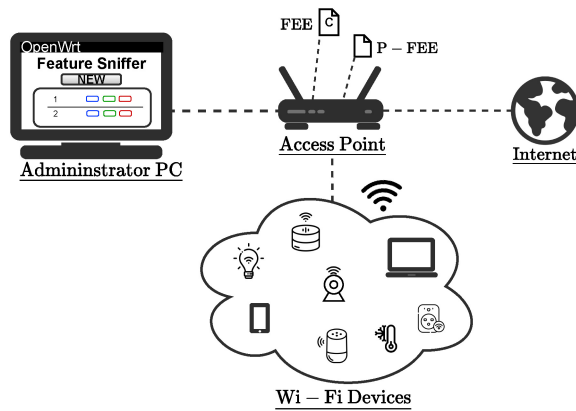 OpenWrt
Feature Sniffer
NEW
1
2
Admininstrator PC
FEE
C
P – FEE
Access Point
Internet
Wi – Fi Devices